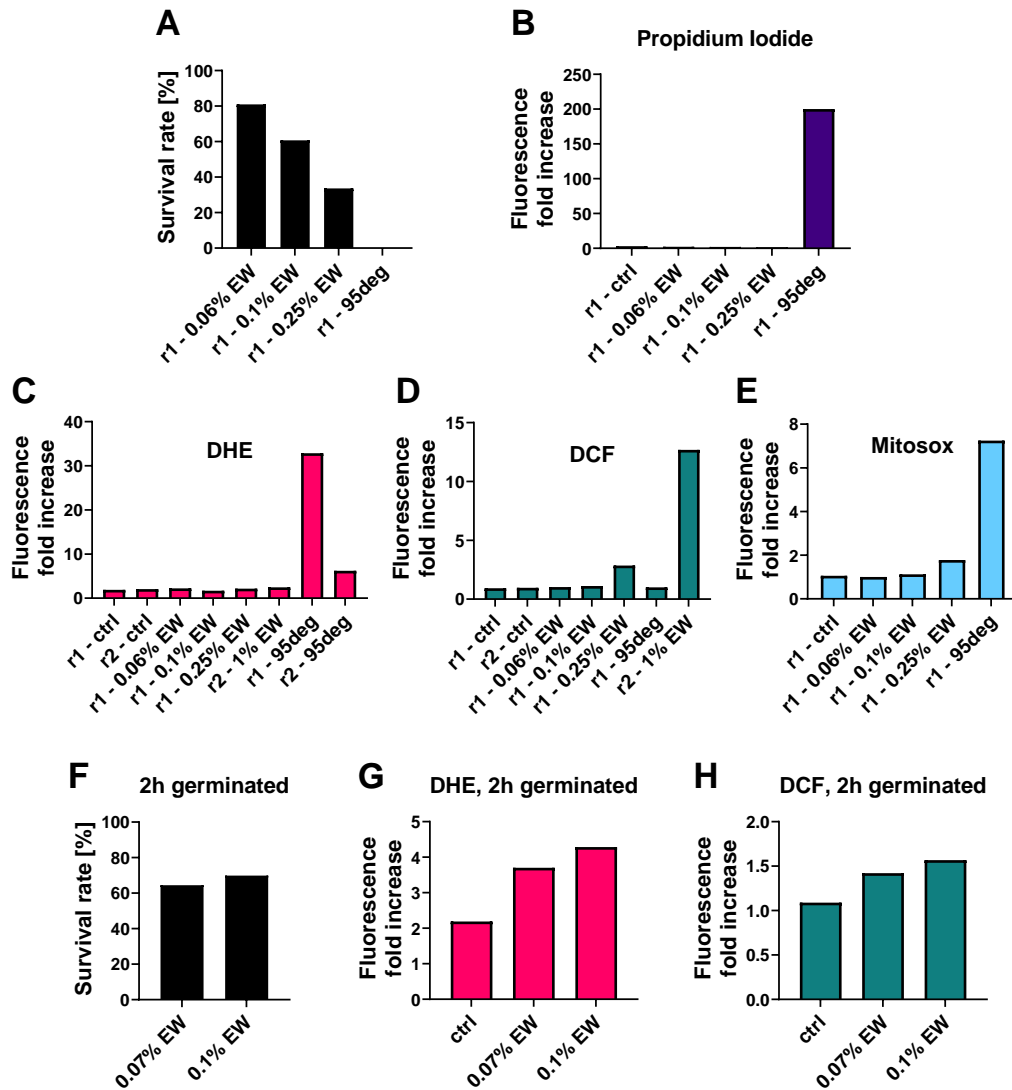 A
Survival rate [%]
100
80
60
40
20
0
r1 - 0.06% EW
r1 - 0.1% EW
r1 - 0.25% EW
r1 - 95deg
B
Propidium Iodide
Fluorescence
fold increase
250
200
150
100
50
0
r1 - ctrl
r1 - 0.06% EW
r1 - 0.1% EW
r1 - 0.25% EW
r1 - 95deg
C
DHE
Fluorescence
fold increase
40
30
20
10
0
r1 - ctrl
r2 - ctrl
r1 - 0.06% EW
r1 - 0.1% EW
r1 - 0.25% EW
r2 - 1% EW
r1 - 95deg
r2 - 95deg
D
DCF
Fluorescence
fold increase
15
10
5
0
r1 - ctrl
r2 - ctrl
r1 - 0.06% EW
r1 - 0.1% EW
r1 - 0.25% EW
r1 - 95deg
r2 - 1% EW
E
Mitosox
Fluorescence
fold increase
8
6
4
2
0
r1 - ctrl
r1 - 0.06% EW
r1 - 0.1% EW
r1 - 0.25% EW
r1 - 95deg
F
2h germinated
Survival rate [%]
100
80
60
40
20
0
0.07% EW
0.1% EW
G
DHE, 2h germinated
Fluorescence
fold increase
5
4
3
2
1
0
ctrl
0.07% EW
0.1% EW
H
DCF, 2h germinated
Fluorescence
fold increase
2.0
1.5
1.0
0.5
0.0
ctrl
0.07% EW
0.1% EW